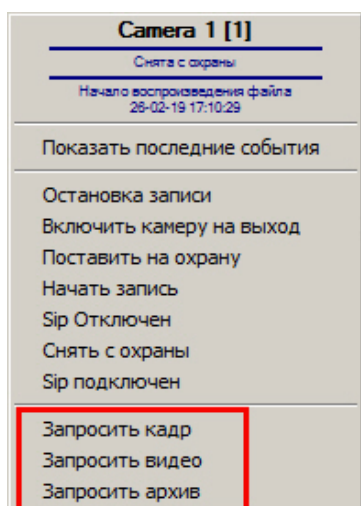 Camera 1 [1]
Снята с охраны
Начало воспроизведения файла
26-02-19 17:10:29
Показать последние события
Остановка записи
Включить камеру на выход
Поставить на охрану
Начать запись
Sip Отключен
Снять с охраны
Sip подключен
Запросить кадр
Запросить видео
Запросить архив